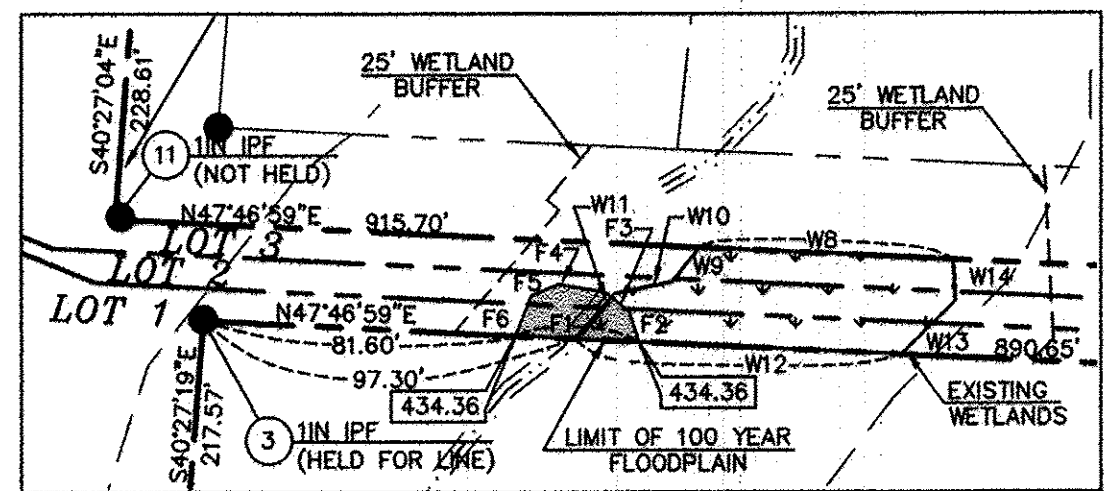 S40°27'04"E
228.61'
25' WETLAND
BUFFER
25' WETLAND
BUFFER
11
1IN IPF
(NOT HELD)
N47°46'59"E
915.70'
W11
F3
W10
W8
F4
W9
W14
LOT 3
LOT 2
LOT 1
F5
F6
F1
F2
N47°46'59"E
81.60'
97.30'
W12
W13
890.65'
434.36
434.36
EXISTING
WETLANDS
S40°27'19"E
217.57'
3
1IN IPF
(HELD FOR LINE)
LIMIT OF 100 YEAR
FLOODPLAIN